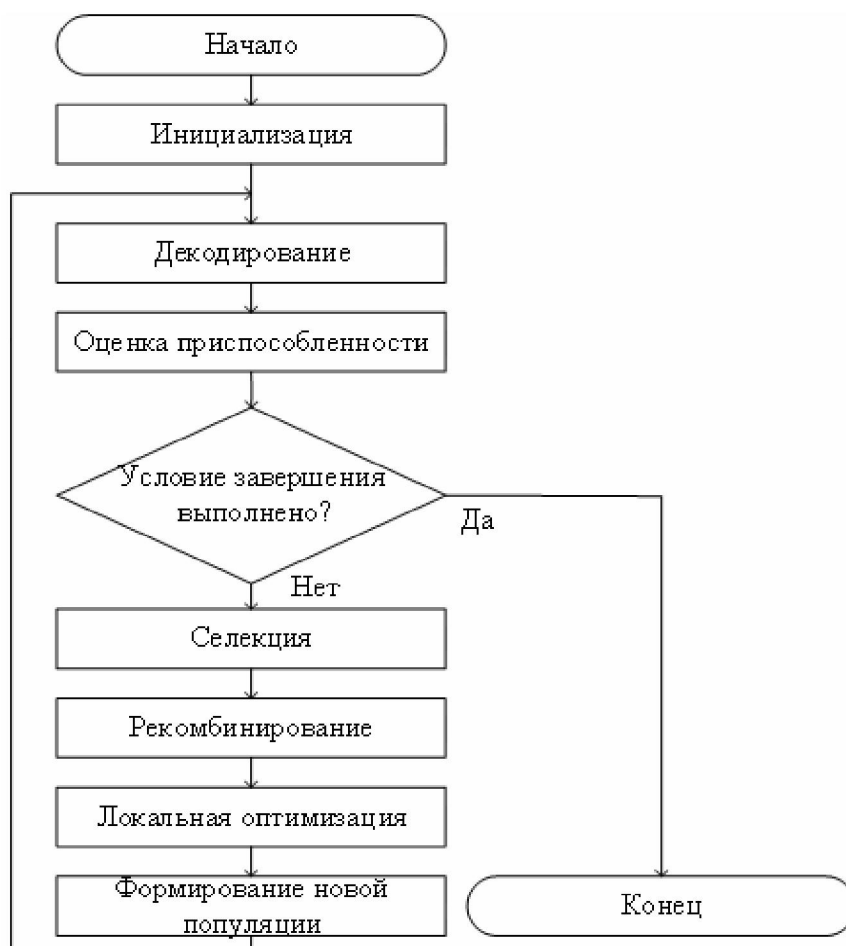 Начало
Инициализация
Декодирование
Оценка приспособленности
Условие завершения
выполнено?
Да
Нет
Селекция
Рекомбинирование
Локальная оптимизация
Формирование новой
популяции
Конец